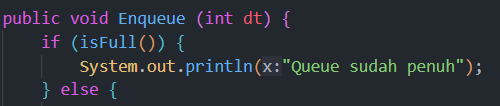 public void Enqueue (int dt) {
    if (isFull()) {
        System.out.println(x:"Queue sudah penuh");
    } else {